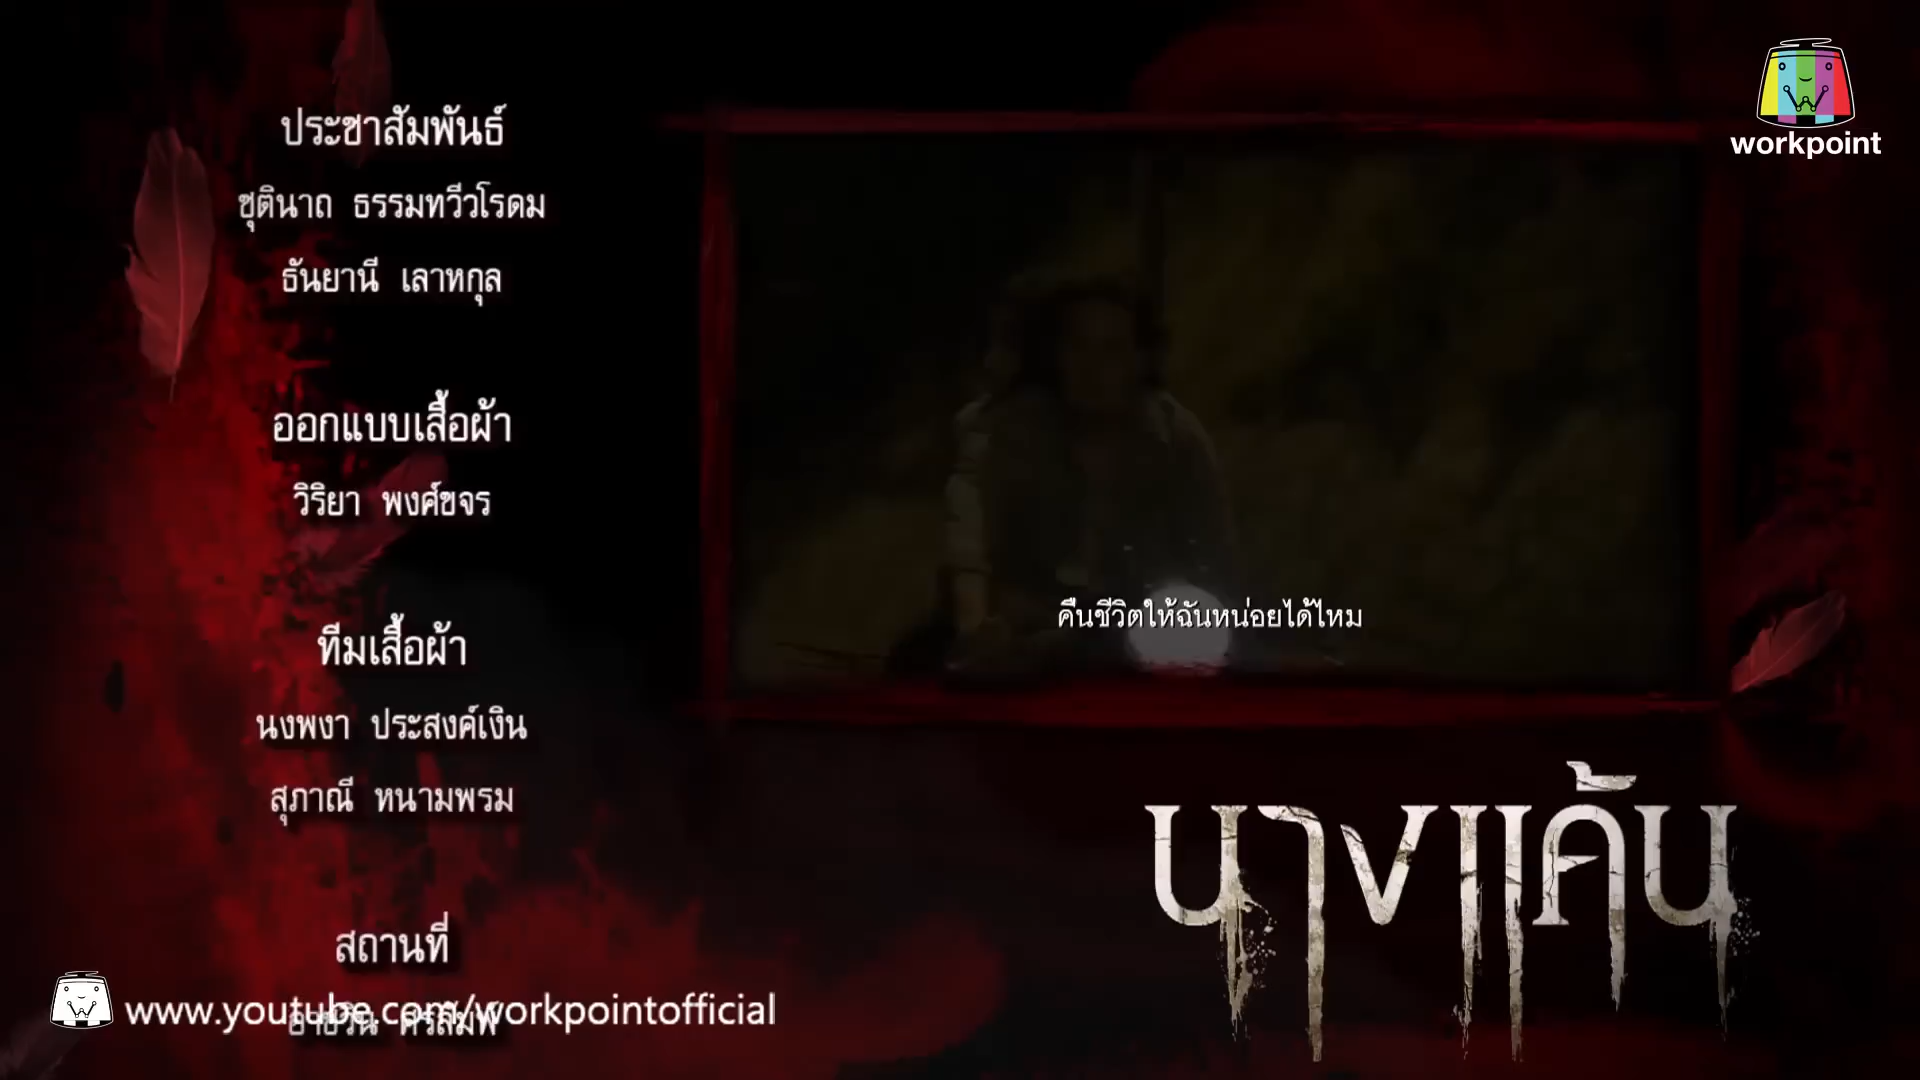 workpoint
ประชาสัมพันธ์
ชุตินาถ ธรรมทวีวโรดม
ธันยานี เลาหกุล
ออกแบบเสื้อผ้า
วิริยา พงศ์ขจร
ทีมเสื้อผ้า
นงพงา ประสงค์เงิน
สุภาณี หนามพรม
สถานที่
www.youtube.com/workpointofficial
คืนชีวิตให้ฉันหน่อยได้ไหม
นางแค้น